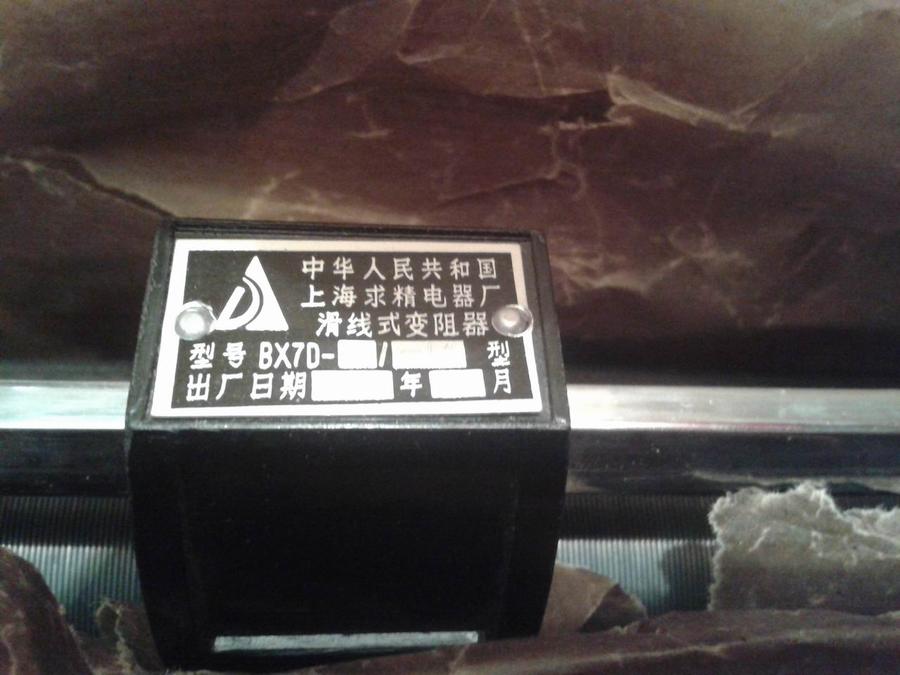 中华人民共和国
上海求精电器厂
滑线式变阻器
型号 BX7D- / 型
出厂日期 年 月